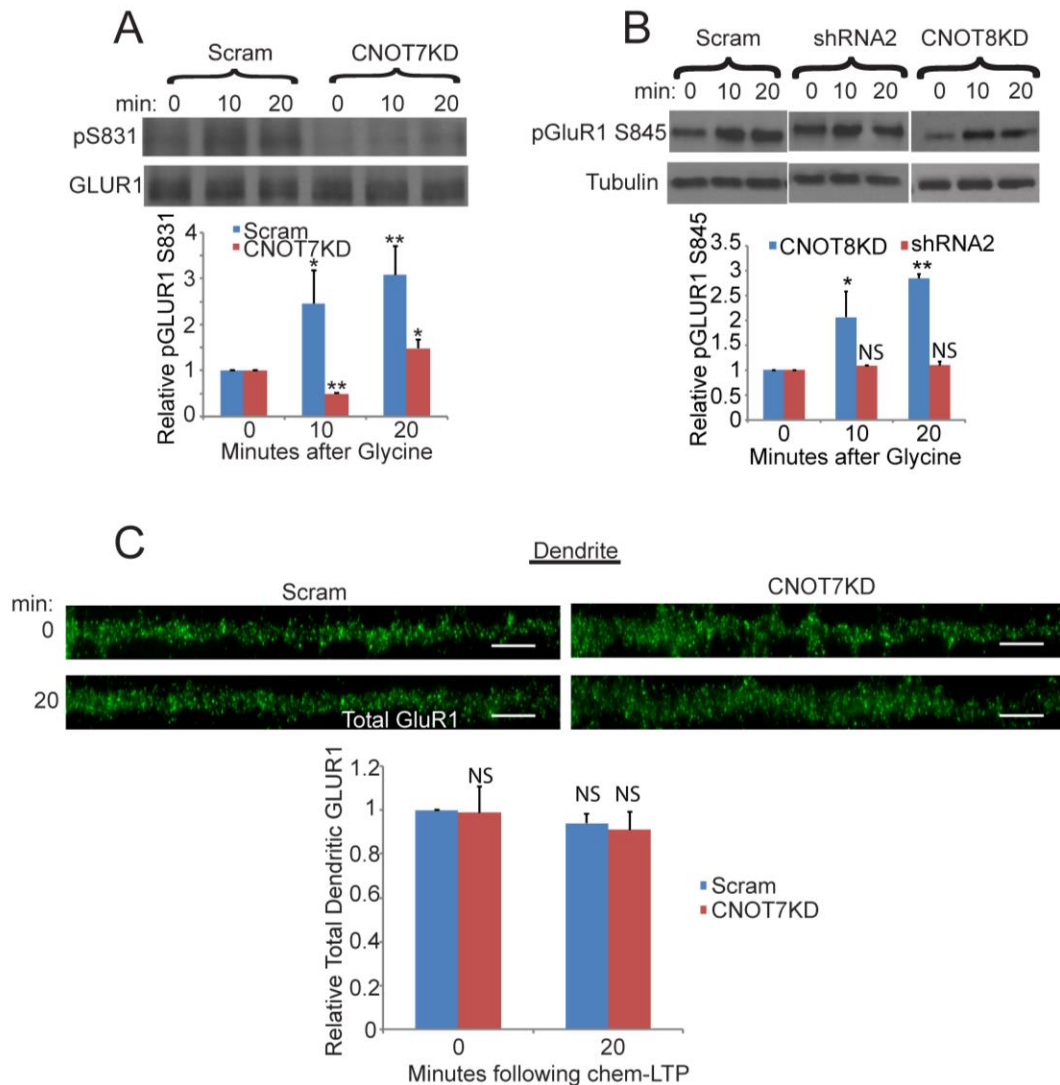 A
Scram CNOT7KD
min: 0 10 20 0 10 20
pS831
GLUR1
Relative pGLUR1 S831
4
3
2
1
0
Scram
CNOT7KD
* ** ** *
0 10 20
Minutes after Glycine
B
Scram shRNA2 CNOT8KD
min: 0 10 20 0 10 20 0 10 20
pGluR1 S845
Tubulin
Relative pGLUR1 S845
3.5
3
2.5
2
1.5
1
0.5
0
CNOT8KD shRNA2
* NS ** NS
0 10 20
Minutes after Glycine
C
Dendrite
Scram CNOT7KD
min:
0
20
Total GluR1
Relative Total Dendritic GLUR1
1.2
1
0.8
0.6
0.4
0.2
0
NS NS NS
Scram
CNOT7KD
0 20
Minutes following chem-LTP